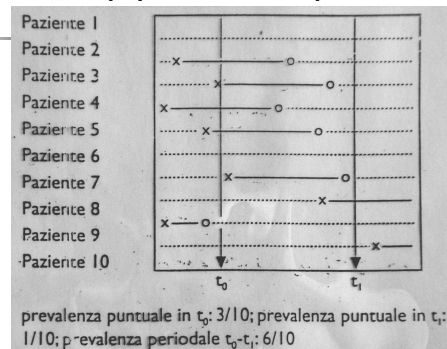 Paziente 1
Paziente 2
Paziente 3
Paziente 4
Paziente 5
Paziente 6
Paziente 7
Paziente 8
Paziente 9
Paziente 10
t₀ t₁
prevalenza puntuale in t₀: 3/10; prevalenza puntuale in t₁:
1/10; prevalenza periodale t₀-t₁: 6/10